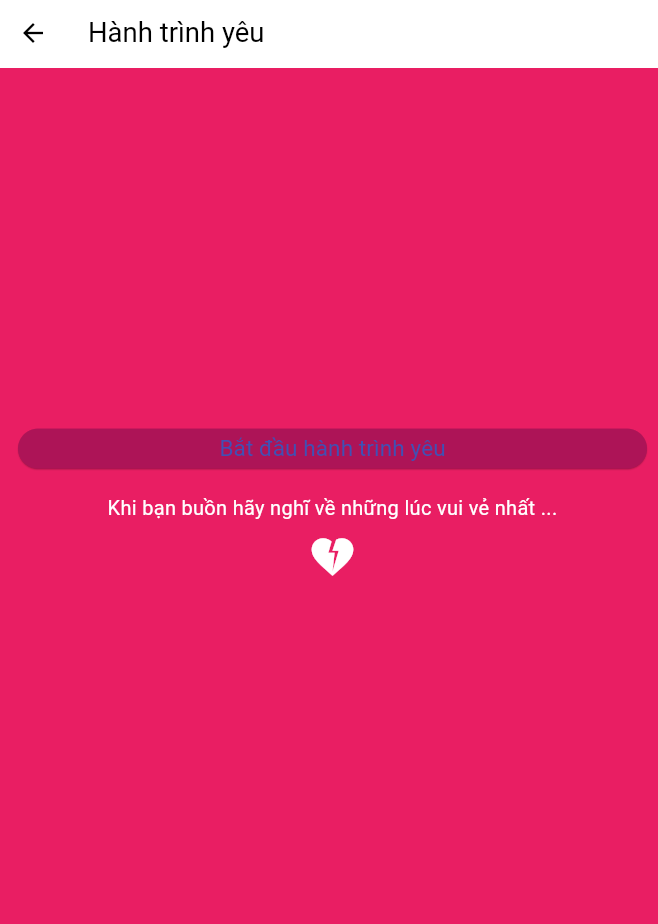 Hành trình yêu
Bắt đầu hành trình yêu
Khi bạn buồn hãy nghĩ về những lúc vui vẻ nhất ...